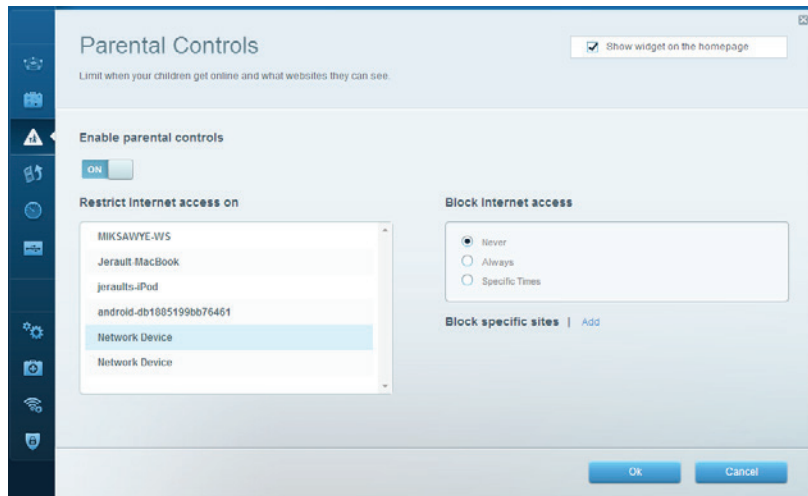 Parental Controls
Show widget on the homepage
Limit when your children get online and what websites they can see.
Enable parental controls
ON
Restrict Internet access on
MIKSAWYE-WS
Jerault-MacBook
jeraults-iPod
android-db1885199bb76461
Network Device
Network Device
Block Internet access
Never
Always
Specific Times
Block specific sites | Add
Ok
Cancel